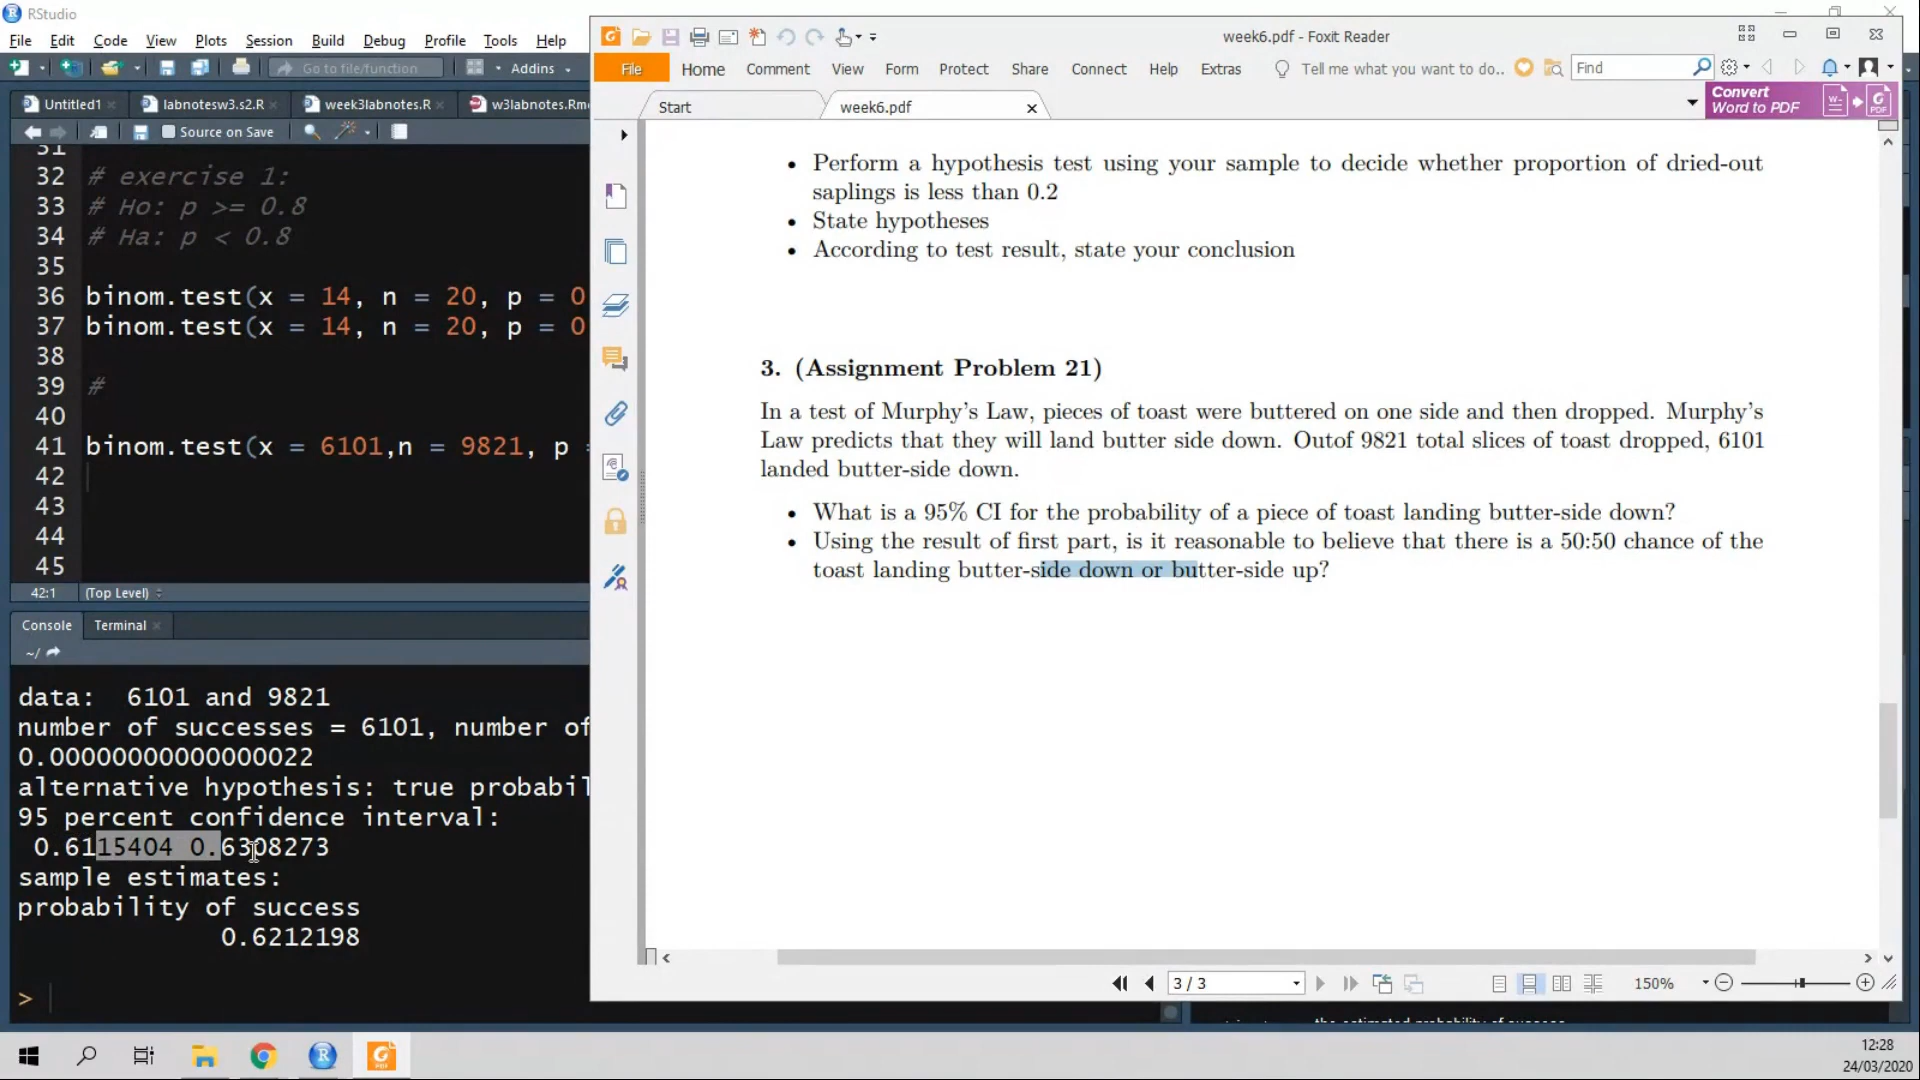 RStudio
File Edit Code View Plots Session Build Debug Profile Tools Help
Go to file/function
Addins
Untitled1
labnotesw3.s2.R
week3labnotes.R
w3labnotes.Rm
Source on Save
31
32 # exercise 1:
33 # Ho: p >= 0.8
34 # Ha: p < 0.8
35
36 binom.test(x = 14, n = 20, p = 0
37 binom.test(x = 14, n = 20, p = 0
38
39 #
40
41 binom.test(x = 6101,n = 9821, p =
42
43
44
45
42:1 (Top Level)
Console Terminal
~/
data: 6101 and 9821
number of successes = 6101, number of
0.00000000000000022
alternative hypothesis: true probabil
95 percent confidence interval:
0.6115404 0.6308273
sample estimates:
probability of success
0.6212198
>
week6.pdf - Foxit Reader
File Home Comment View Form Protect Share Connect Help Extras
Tell me what you want to do..
Find
Start
week6.pdf
Convert
Word to PDF
• Perform a hypothesis test using your sample to decide whether proportion of dried-out
saplings is less than 0.2
• State hypotheses
• According to test result, state your conclusion
3. (Assignment Problem 21)
In a test of Murphy's Law, pieces of toast were buttered on one side and then dropped. Murphy's
Law predicts that they will land butter side down. Outof 9821 total slices of toast dropped, 6101
landed butter-side down.
• What is a 95% CI for the probability of a piece of toast landing butter-side down?
• Using the result of first part, is it reasonable to believe that there is a 50:50 chance of the
toast landing butter-side down or butter-side up?
3 / 3
150%
12:28
24/03/2020